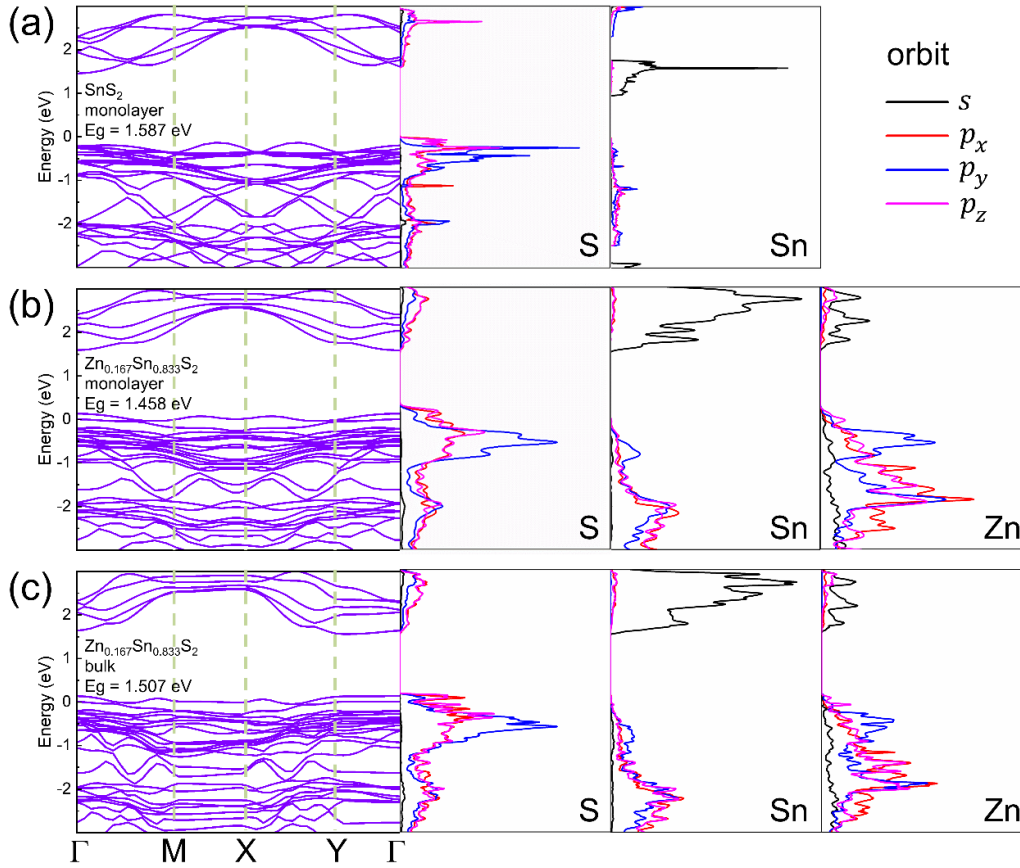 (a)
2
1
0
-1
-2
Energy (eV)
SnS2
monolayer
Eg = 1.587 eV
S
Sn
orbit
s
px
py
pz
(b)
2
1
0
-1
-2
Energy (eV)
Zn0.167Sn0.833S2
monolayer
Eg = 1.458 eV
S
Sn
Zn
(c)
2
1
0
-1
-2
Energy (eV)
Zn0.167Sn0.833S2
bulk
Eg = 1.507 eV
S
Sn
Zn
Γ M X Y Γ